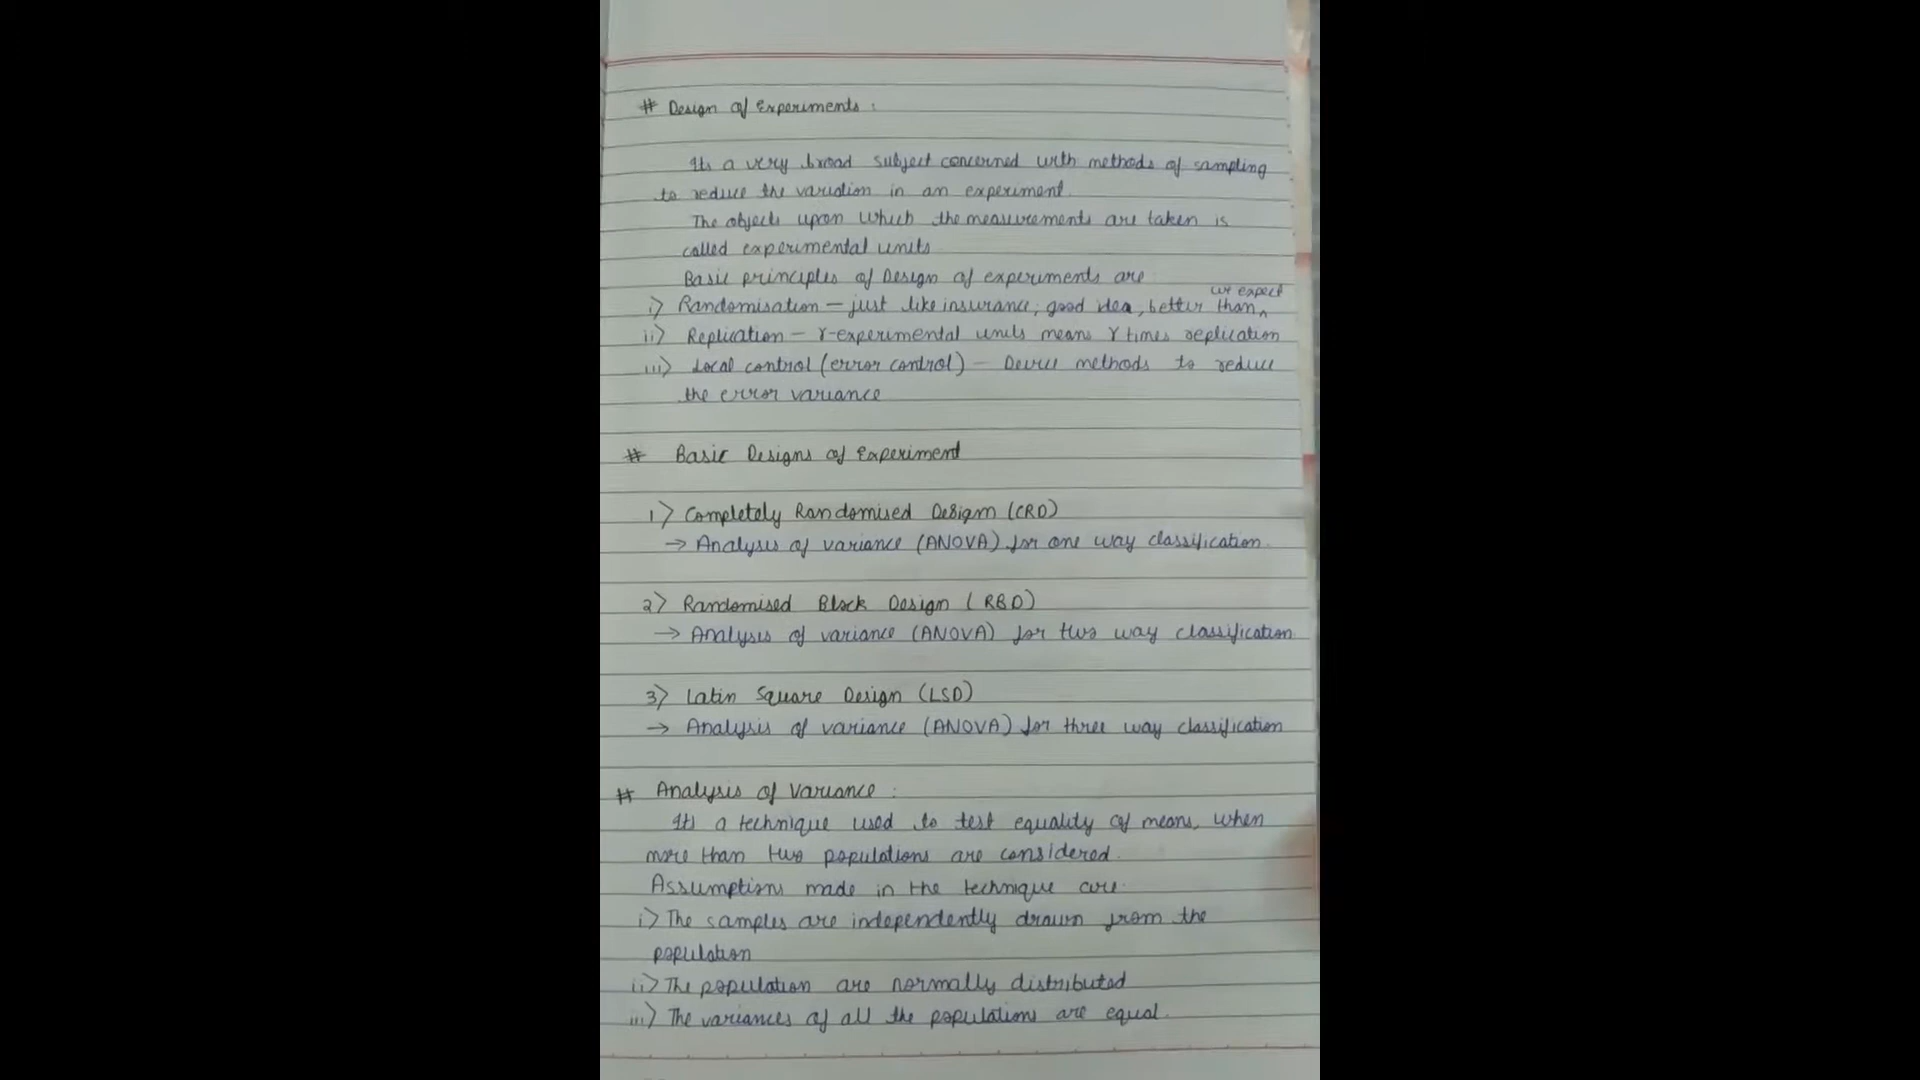 # Design of Experiments :
Its a very broad subject concerned with methods of sampling
to reduce the variation in an experiment.
The objects upon which the measurements are taken is
called experimental units
Basic principles of Design of experiments are
we expect
i) Randomisation — just like insurance, good idea, better than ^
ii) Replication — r-experimental units means r times replication
iii) Local control (error control) — Devise methods to reduce
the error variance
# Basic Designs of Experiment
1) Completely Randomised Design (CRD)
→ Analysis of variance (ANOVA) for one way classification.
2) Randomised Block Design (RBD)
→ Analysis of variance (ANOVA) for two way classification
3) Latin Square Design (LSD)
→ Analysis of variance (ANOVA) for three way classification
# Analysis of Variance :
Its a technique used to test equality of means, when
more than two populations are considered.
Assumptions made in the technique are.
i) The samples are independently drawn from the
population
ii) The population are normally distributed
iii) The variances of all the populations are equal.